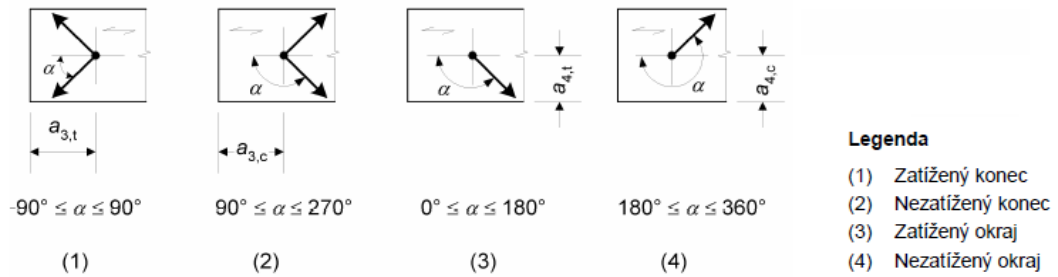 α α α α
a4,t a4,c
a3,t a3,c
-90° ≤ α ≤ 90° 90° ≤ α ≤ 270° 0° ≤ α ≤ 180° 180° ≤ α ≤ 360°
(1) (2) (3) (4)
Legenda
(1) Zatížený konec
(2) Nezatížený konec
(3) Zatížený okraj
(4) Nezatížený okraj